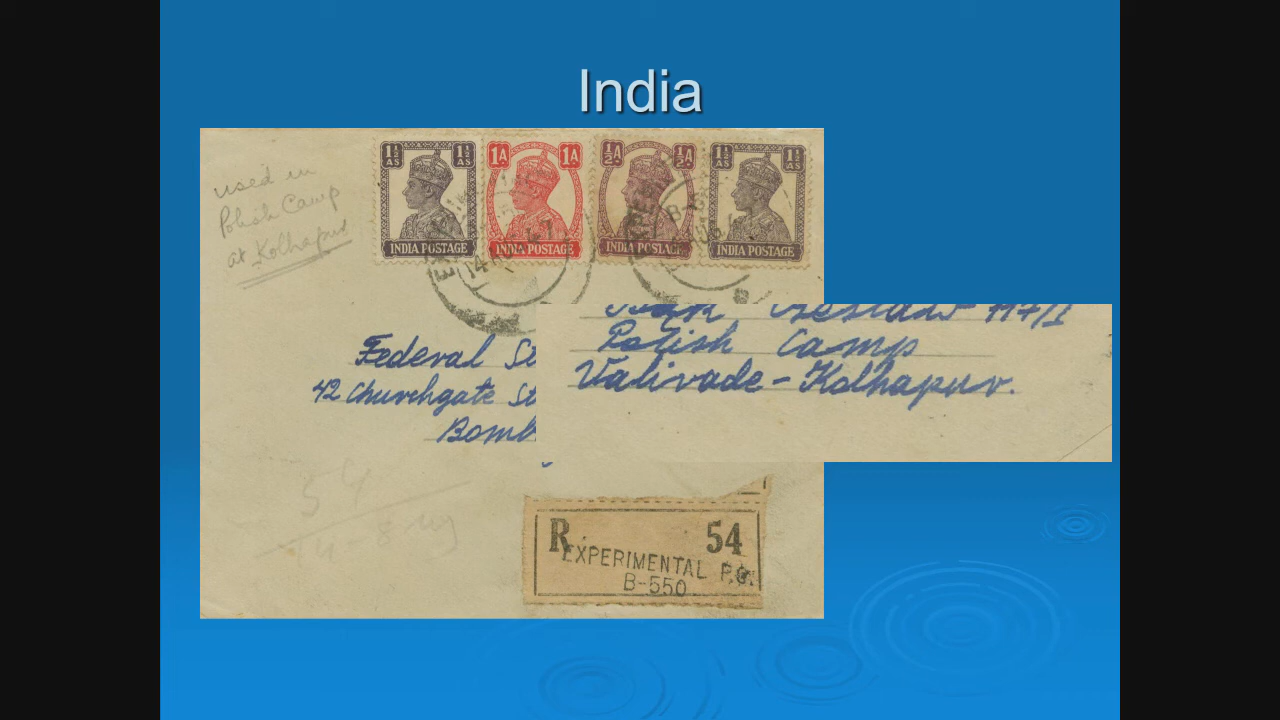 India
1½ AS 1½ AS
INDIA POSTAGE
1A 1A
INDIA POSTAGE
½A ½A
INDIA POSTAGE
1½ AS 1½ AS
INDIA POSTAGE
used in
Polish Camp
at Kolhapur
14 47
Federal
42 Churchgate St
Bomb
Polish Camp
Valivade-Kolhapur.
54
R 54
EXPERIMENTAL P.O.
B-550